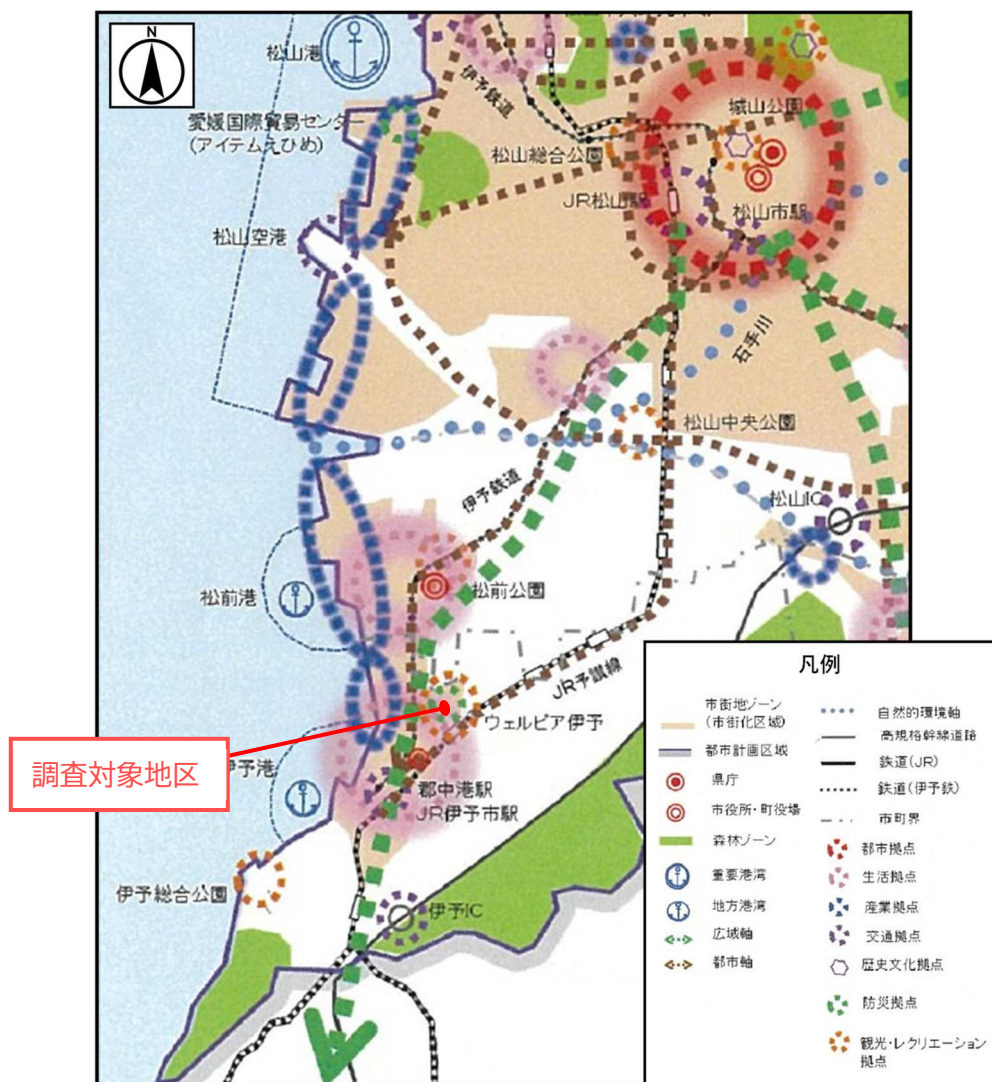 N
松山港
伊予鉄道
城山公園
愛媛国際貿易センター
(アイテムえひめ)
松山総合公園
JR松山駅
松山市駅
松山空港
石手川
松山中央公園
伊予鉄道
松山IC
松前港
松前公園
JR予讃線
ウェルピア伊予
調査対象地区
伊予港
郡中港駅
JR伊予市駅
伊予総合公園
伊予IC
凡例
市街地ゾーン
(市街化区域)
都市計画区域
県庁
市役所・町役場
森林ゾーン
重要港湾
地方港湾
広域軸
都市軸
自然的環境軸
高規格幹線道路
鉄道(JR)
鉄道(伊予鉄)
市町界
都市拠点
生活拠点
産業拠点
交通拠点
歴史文化拠点
防災拠点
観光・レクリエーション
拠点